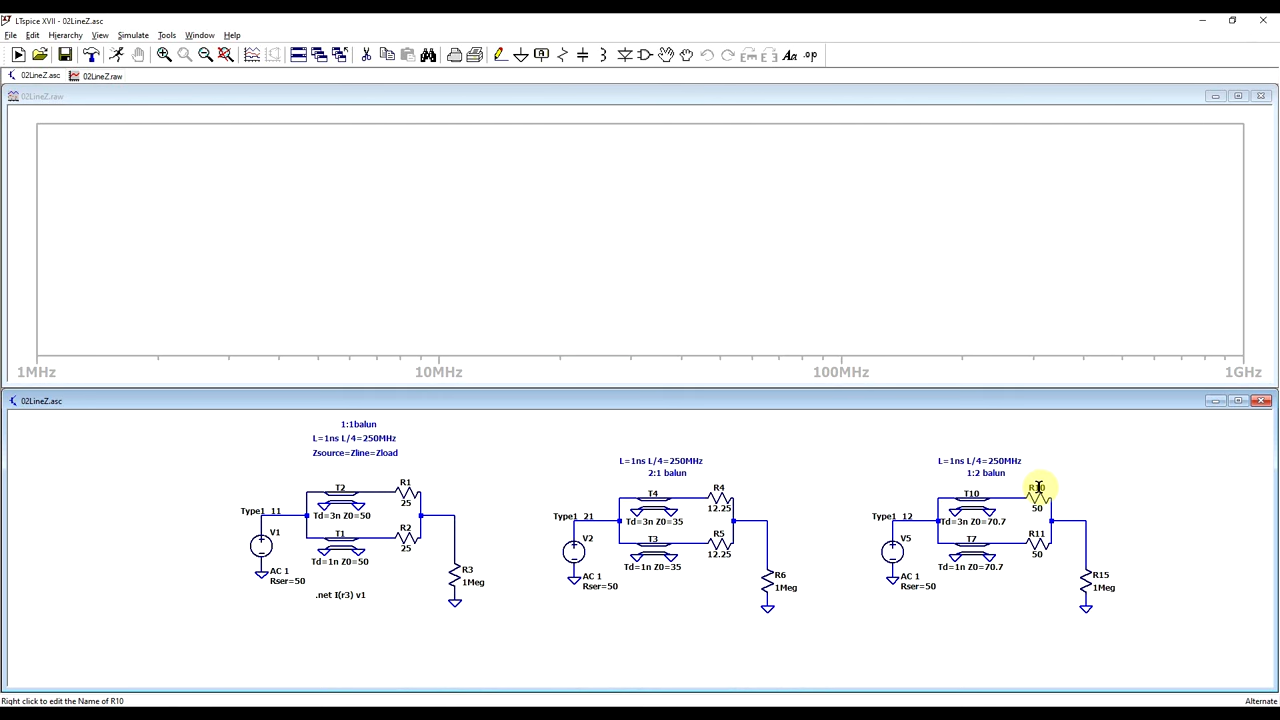 LTspice XVII - 02LineZ.asc
File Edit Hierarchy View Simulate Tools Window Help
.op
02LineZ.asc 02LineZ.raw
02LineZ.raw
1MHz 10MHz 100MHz 1GHz
02LineZ.asc
1:1balun
L=1ns L/4=250MHz
Zsource=Zline=Zload
T2 R1
25
Type1_11
Td=3n Z0=50
V1
T1 R2
25
Td=1n Z0=50
AC 1
Rser=50
R3
1Meg
.net I(r3) v1
L=1ns L/4=250MHz
2:1 balun
T4 R4
12.25
Type1_21
Td=3n Z0=35
V2
T3 R5
12.25
Td=1n Z0=35
AC 1
Rser=50
R6
1Meg
L=1ns L/4=250MHz
1:2 balun
T10 R10
50
Type1_12
Td=3n Z0=70.7
V5
T7 R11
50
Td=1n Z0=70.7
AC 1
Rser=50
R15
1Meg
Right click to edit the Name of R10
Alternate